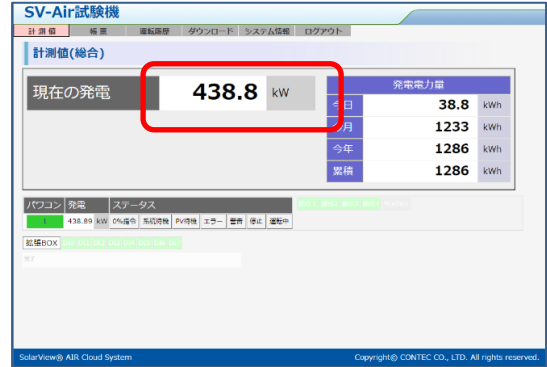 SV-Air試験機
計測値 帳票 運転履歴 ダウンロード システム情報 ログアウト
計測値(総合)
現在の発電 438.8 kW
発電電力量
今日 38.8 kWh
今月 1233 kWh
今年 1286 kWh
累積 1286 kWh
パワコン 発電 ステータス
1 438.89 kW 0%指令 系統待機 PV待機 エラー 警告 停止 運転中
拡張BOX
SolarView® AIR Cloud System
Copyright© CONTEC CO., LTD. All rights reserved.